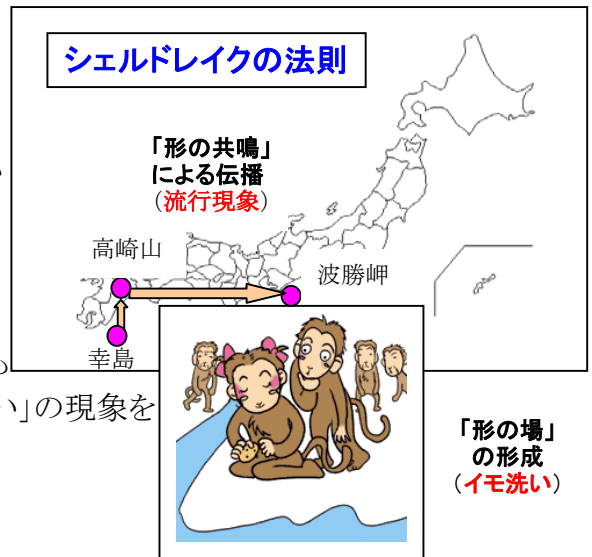 シェルドレイクの法則
「形の共鳴」
による伝播
（流行現象）
高崎山
波勝岬
幸島
い」の現象を
「形の場」
の形成
（イモ洗い）